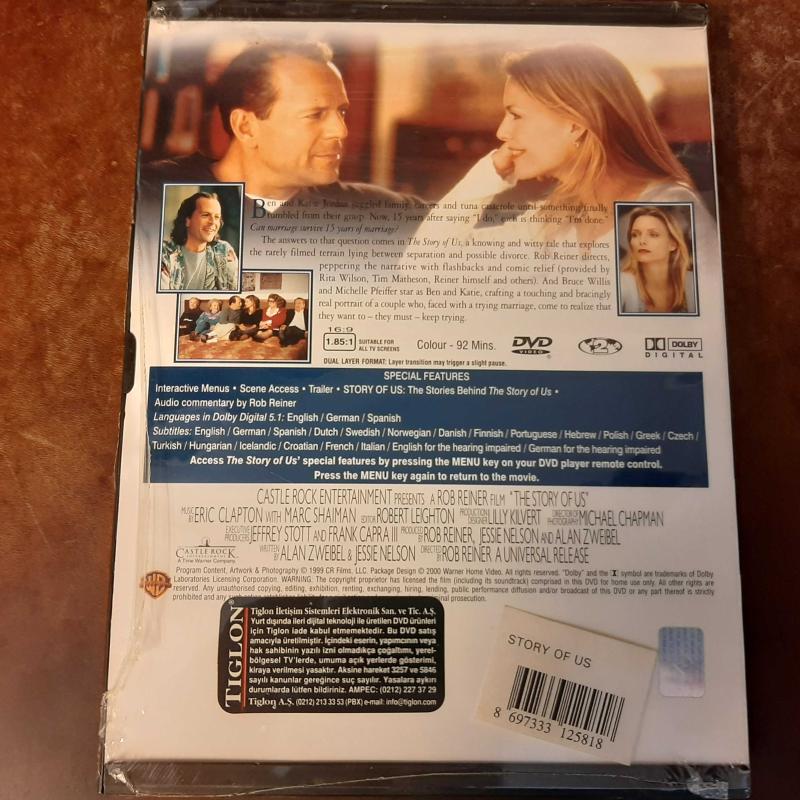 Ben and Katie Jordan juggled family, careers and tuna casserole until something finally
tumbled from their grasp. Now, 15 years after saying "I do," each is thinking "I'm done."
Can marriage survive 15 years of marriage?
The answers to that question comes in The Story of Us, a knowing and witty tale that explores
the rarely filmed terrain lying between separation and possible divorce. Rob Reiner directs,
peppering the narrative with flashbacks and comic relief (provided by
Rita Wilson, Tim Matheson, Reiner himself and others). And Bruce Willis
and Michelle Pfeiffer star as Ben and Katie, crafting a touching and bracingly
real portrait of a couple who, faced with a trying marriage, come to realize that
they want to – they must – keep trying.
16:9
1.85:1 SUITABLE FOR
ALL TV SCREENS
Colour - 92 Mins.
DVD
VIDEO
2
DOLBY
DIGITAL
DUAL LAYER FORMAT: Layer transition may trigger a slight pause.
SPECIAL FEATURES
Interactive Menus • Scene Access • Trailer • STORY OF US: The Stories Behind The Story of Us •
Audio commentary by Rob Reiner
Languages in Dolby Digital 5.1: English / German / Spanish
Subtitles: English / German / Spanish / Dutch / Swedish / Norwegian / Danish / Finnish / Portuguese / Hebrew / Polish / Greek / Czech /
Turkish / Hungarian / Icelandic / Croatian / French / Italian / English for the hearing impaired / German for the hearing impaired
Access The Story of Us' special features by pressing the MENU key on your DVD player remote control.
Press the MENU key again to return to the movie.
CASTLE ROCK ENTERTAINMENT PRESENTS A ROB REINER FILM "THE STORY OF US"
MUSIC BY ERIC CLAPTON WITH MARC SHAIMAN EDITOR ROBERT LEIGHTON PRODUCTION DESIGNER LILLY KILVERT DIRECTOR OF PHOTOGRAPHY MICHAEL CHAPMAN
EXECUTIVE PRODUCERS JEFFREY STOTT AND FRANK CAPRA III PRODUCED BY ROB REINER, JESSIE NELSON AND ALAN ZWEIBEL
WRITTEN BY ALAN ZWEIBEL & JESSIE NELSON DIRECTED BY ROB REINER A UNIVERSAL RELEASE
CASTLE ROCK
ENTERTAINMENT
A Time Warner Company
Program Content, Artwork & Photography © 1999 CR Films, LLC. Package Design © 2000 Warner Home Video. All rights reserved. "Dolby" and the symbol are trademarks of Dolby
Laboratories Licensing Corporation. WARNING: The copyright proprietor has licensed the film (including its soundtrack) comprised in this DVD for home use only. All other rights are
reserved. Any unauthorised copying, editing, exhibition, renting, exchanging, hiring, lending, public performance diffusion and/or broadcast of this DVD or any part thereof is strictly
prohibited and any prosecution.
WB
TIGLON
Tiglon İletişim Sistemleri Elektronik San. ve Tic. A.Ş.
Yurt dışında ileri dijital teknoloji ile üretilen DVD ürünleri
için Tiglon iade kabul etmemektedir. Bu DVD satış
amacıyla üretilmiştir. İçindeki eserin, yapımcının veya
hak sahibinin yazılı izni olmadıkça çoğaltımı, yerel-
bölgesel TV'lerde, umuma açık yerlerde gösterimi,
kiraya verilmesi yasaktır. Aksine hareket 3257 ve 5846
sayılı kanunlar gereğince suç sayılır. Yasalara aykırı
durumlarda lütfen bildiriniz. AMPEC: (0212) 227 37 29
Tiglon A.Ş. (0212) 213 33 53 (PBX) e-mail: info@tiglon.com
STORY OF US
8 697333 125818